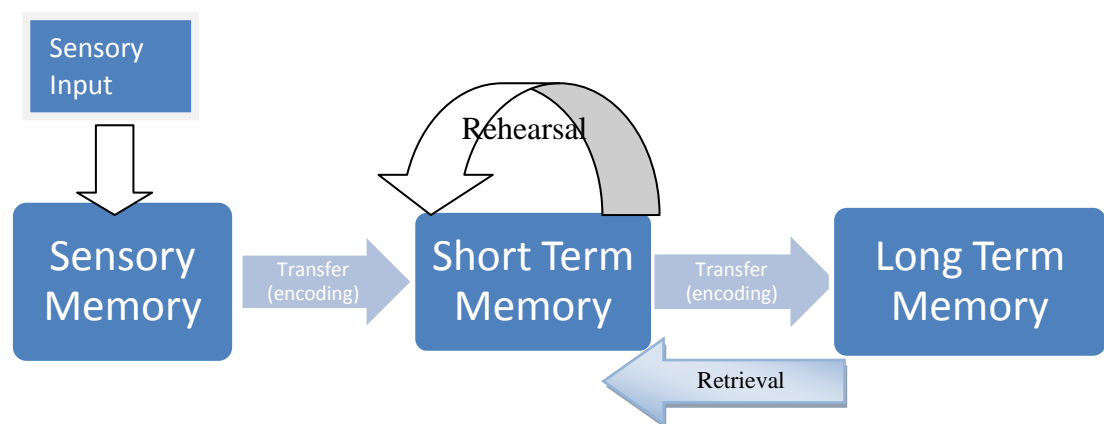 Sensory
Input
Rehearsal
Sensory
Memory
Transfer
(encoding)
Short Term
Memory
Transfer
(encoding)
Long Term
Memory
Retrieval